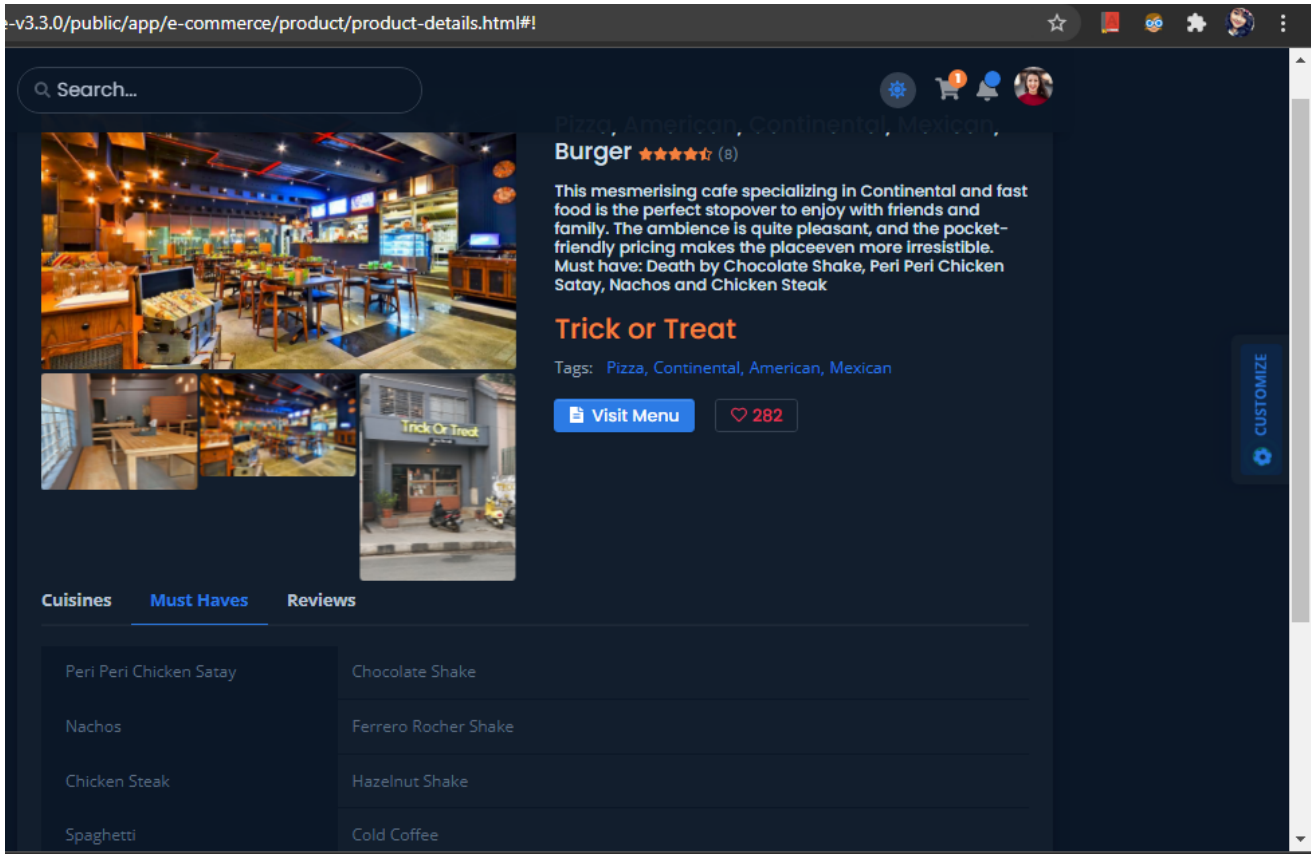 e-v3.3.0/public/app/e-commerce/product/product-details.html#!
Search...
1
Pizza, American, Continental, Mexican,
Burger (8)
This mesmerising cafe specializing in Continental and fast
food is the perfect stopover to enjoy with friends and
family. The ambience is quite pleasant, and the pocket-
friendly pricing makes the placeeven more irresistible.
Must have: Death by Chocolate Shake, Peri Peri Chicken
Satay, Nachos and Chicken Steak
Trick or Treat
Tags: Pizza, Continental, American, Mexican
Visit Menu 282
CUSTOMIZE
Trick Or Treat
Cuisines Must Haves Reviews
Peri Peri Chicken Satay Chocolate Shake
Nachos Ferrero Rocher Shake
Chicken Steak Hazelnut Shake
Spaghetti Cold Coffee